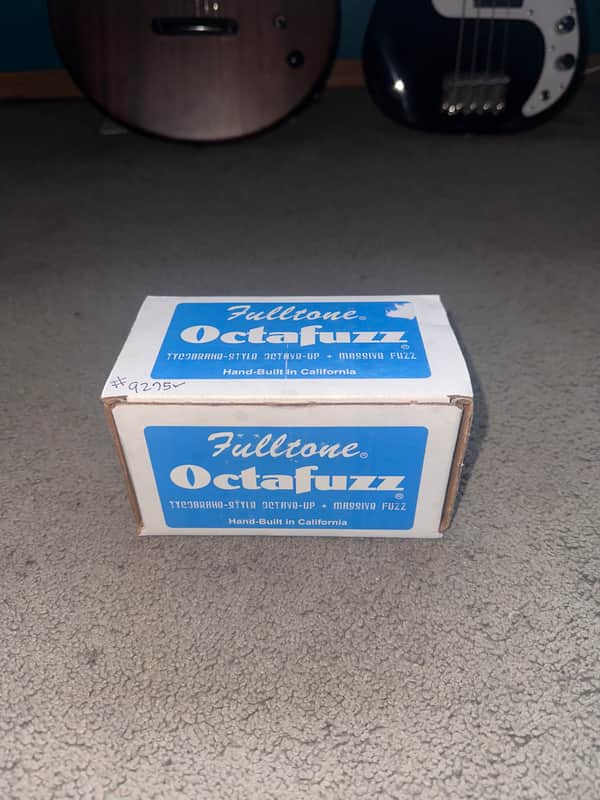 Fulltone®
Octafuzz®
TYCOBRAHE-STYLE OCTAVE-UP + MASSIVE FUZZ
Hand-Built in California
#9275
Fulltone®
Octafuzz®
TYCOBRAHE-STYLE OCTAVE-UP + MASSIVE FUZZ
Hand-Built in California